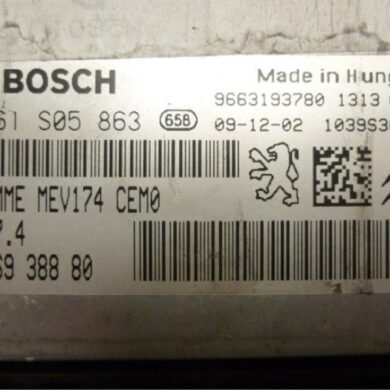 BOSCH
Made in Hung
9663193780 1313
61 S05 863 65B 09-12-02 1039S3
MME MEV174 CEM0
7.4
69 388 80